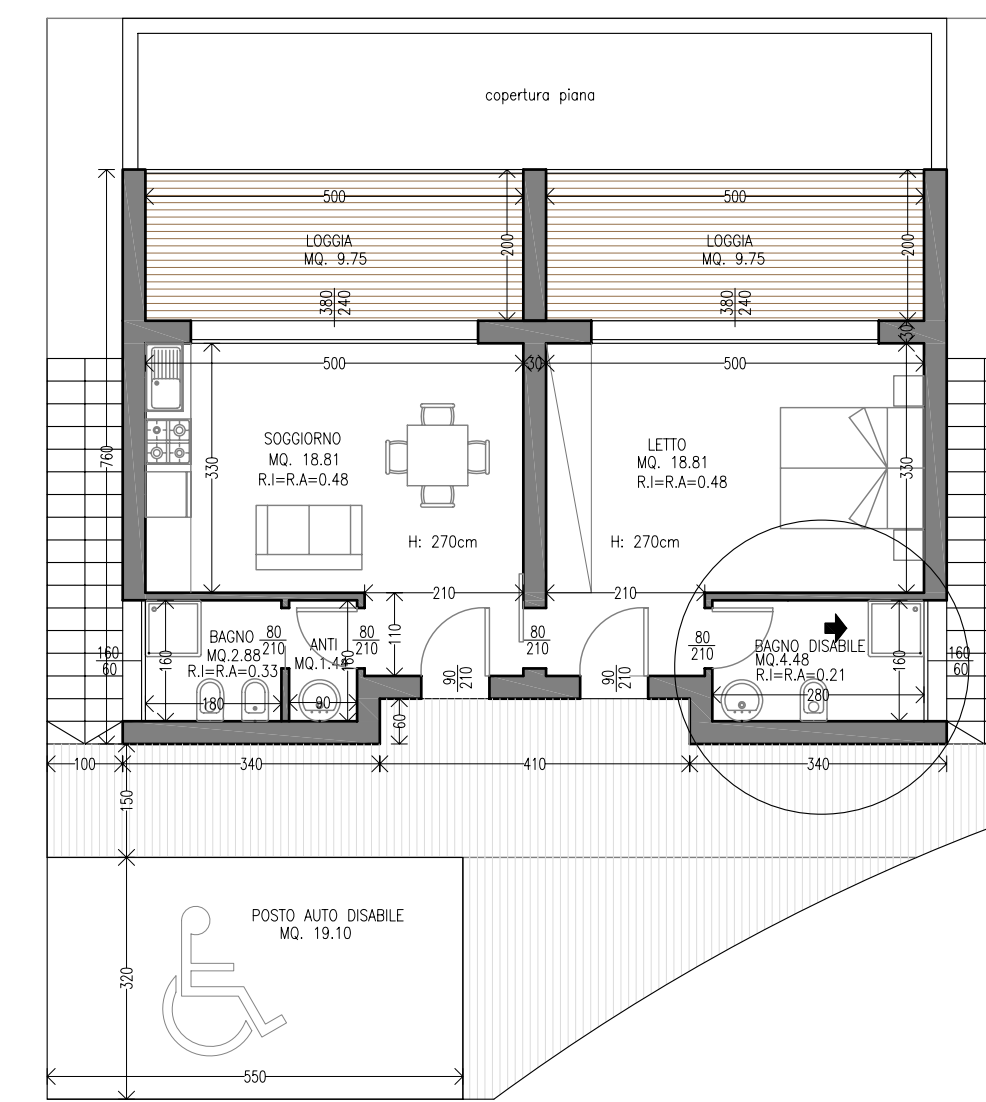 copertura piana
500
500
LOGGIA
MQ. 9.75
200
LOGGIA
MQ. 9.75
200
380
240
380
240
30
500
30
500
760
330
SOGGIORNO
MQ. 18.81
R.I=R.A=0.48
LETTO
MQ. 18.81
R.I=R.A=0.48
330
H: 270cm
H: 270cm
210
210
160
60
160
BAGNO
MQ.2.88
R.I=R.A=0.33
80
210
ANTI
80
210
110
90
210
80
210
90
210
80
210
BAGNO DISABILE
MQ.4.48
R.I=R.A=0.21
160
160
60
180
90
280
60
100
340
410
340
150
POSTO AUTO DISABILE
MQ. 19.10
320
550